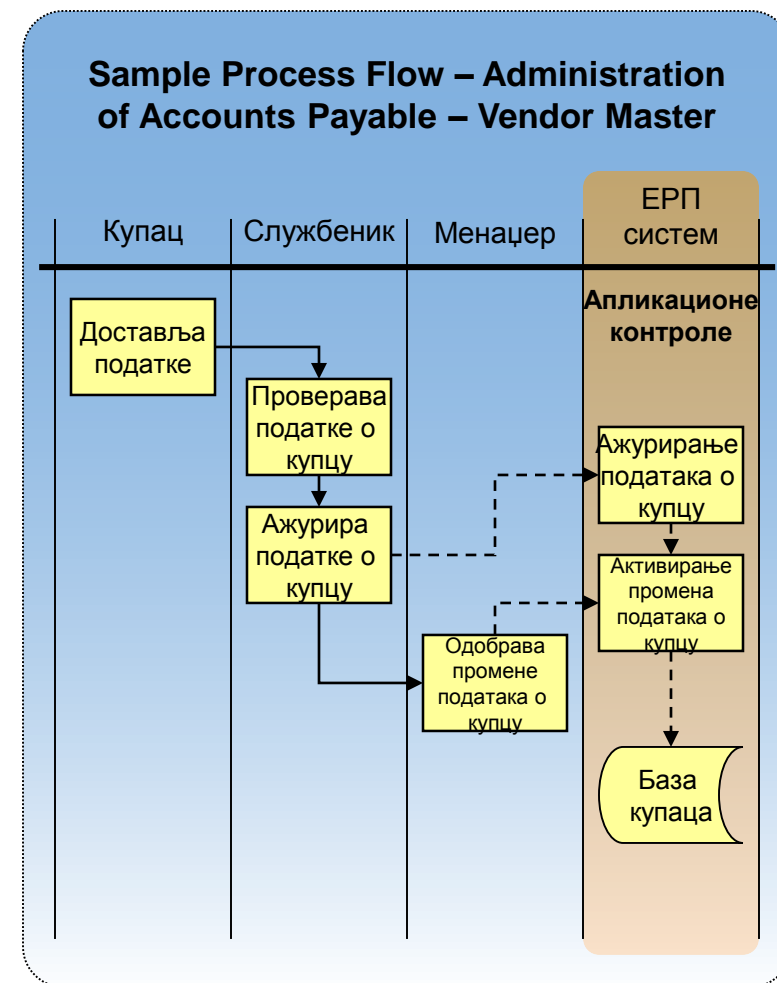 Sample Process Flow – Administration
of Accounts Payable – Vendor Master
Купац
Службеник
Менаџер
ЕРП
систем
Апликационе
контроле
Доставља
податке
Проверава
податке о
купцу
Ажурира
податке о
купцу
Одобрава
промене
података о
купцу
Ажурирање
података о
купцу
Активирање
промена
података о
купцу
База
купаца